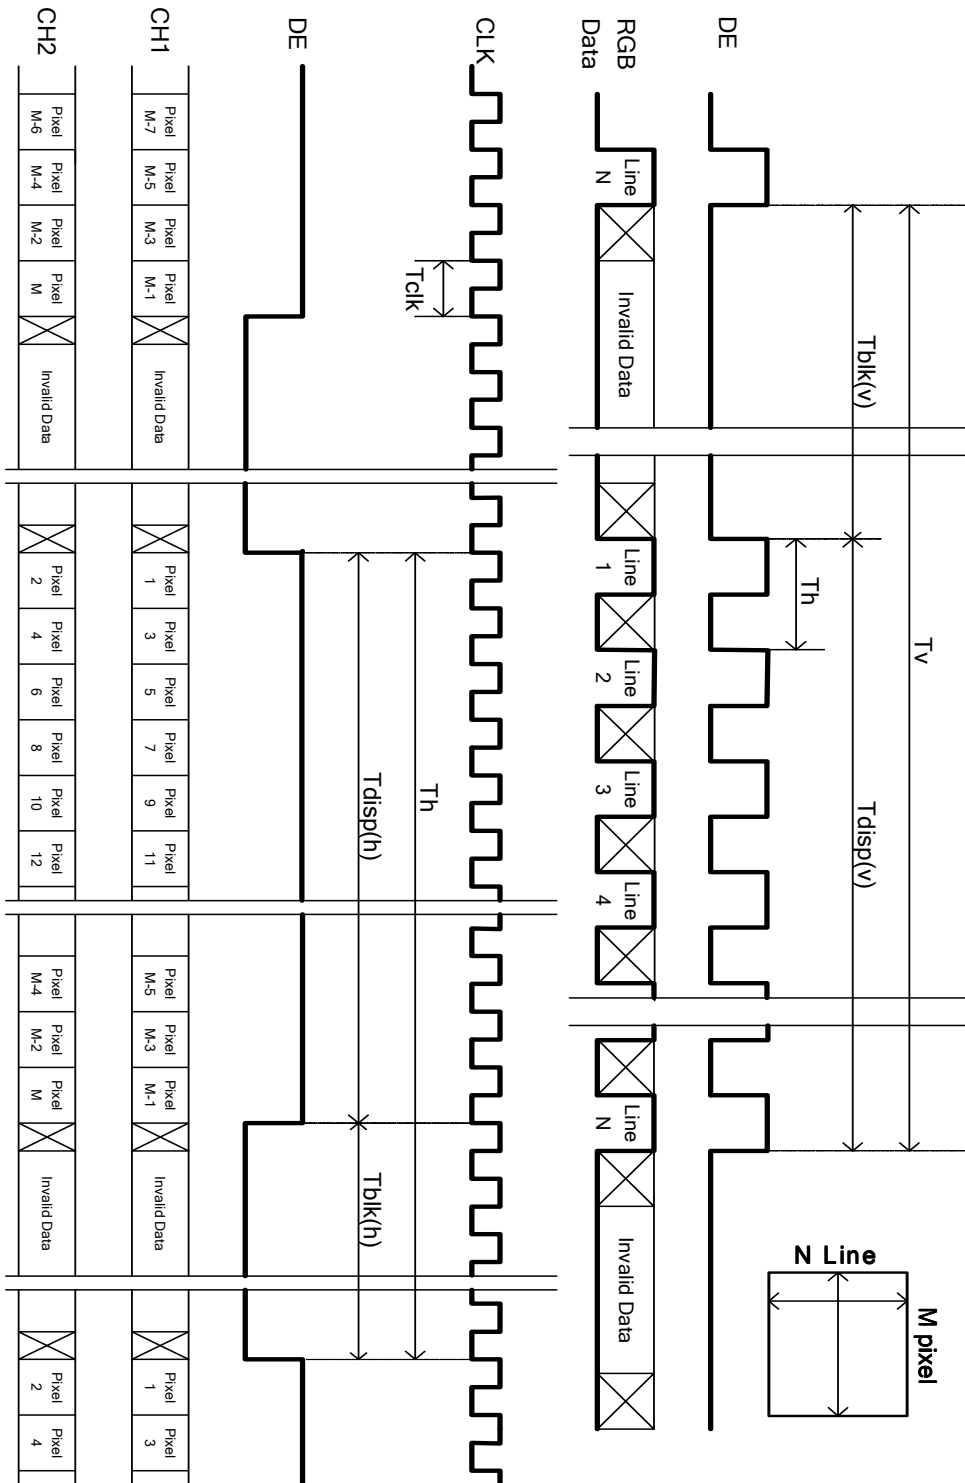 Tv
Tblk(v)
Tdisp(v)
Th
N Line
M pixel
DE
RGB
Data
Line
N
Invalid Data
Line
1
Line
2
Line
3
Line
4
Line
N
Invalid Data
CLK
Tclk
Th
DE
Tdisp(h)
Tblk(h)
CH1
Pixel
M-7
Pixel
M-5
Pixel
M-3
Pixel
M-1
Invalid Data
Pixel
1
Pixel
3
Pixel
5
Pixel
7
Pixel
9
Pixel
11
Pixel
M-5
Pixel
M-3
Pixel
M-1
Invalid Data
Pixel
1
Pixel
3
CH2
Pixel
M-6
Pixel
M-4
Pixel
M-2
Pixel
M
Invalid Data
Pixel
2
Pixel
4
Pixel
6
Pixel
8
Pixel
10
Pixel
12
Pixel
M-4
Pixel
M-2
Pixel
M
Invalid Data
Pixel
2
Pixel
4